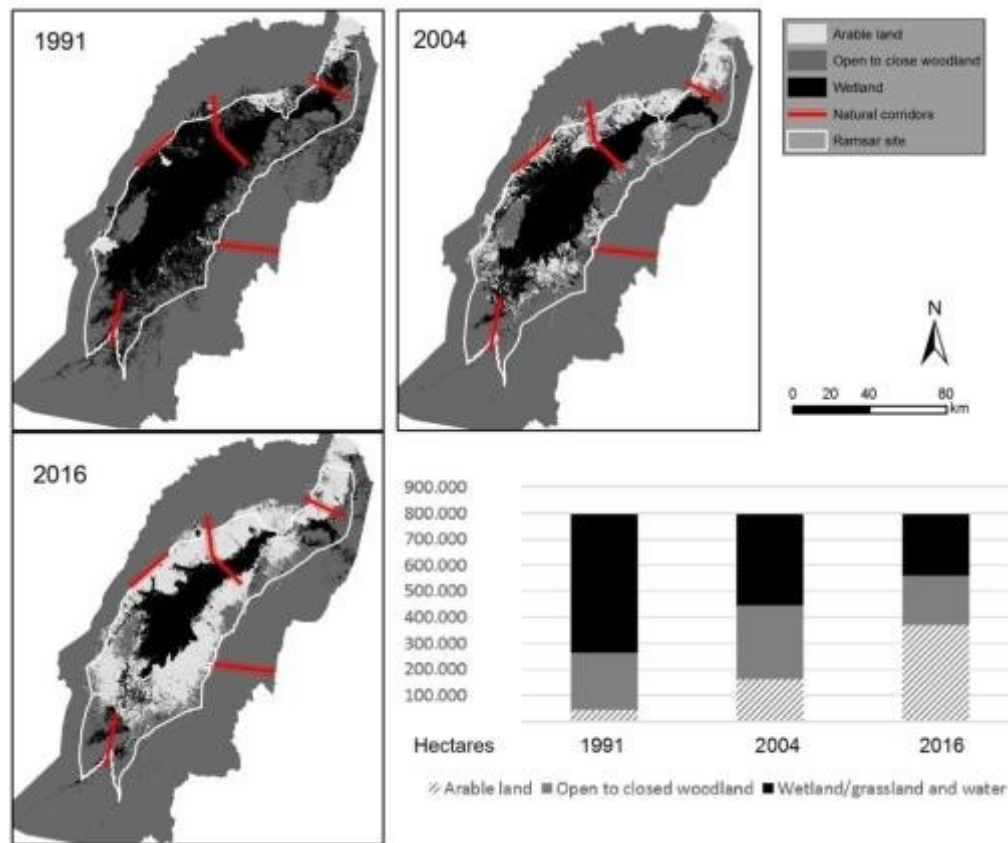 1991
2004
Arable land
Open to close woodland
Wetland
Natural corridors
Ramsar site
N
0 20 40 80
km
2016
900.000
800.000
700.000
600.000
500.000
400.000
300.000
200.000
100.000
Hectares 1991 2004 2016
Arable land Open to closed woodland Wetland/grassland and water